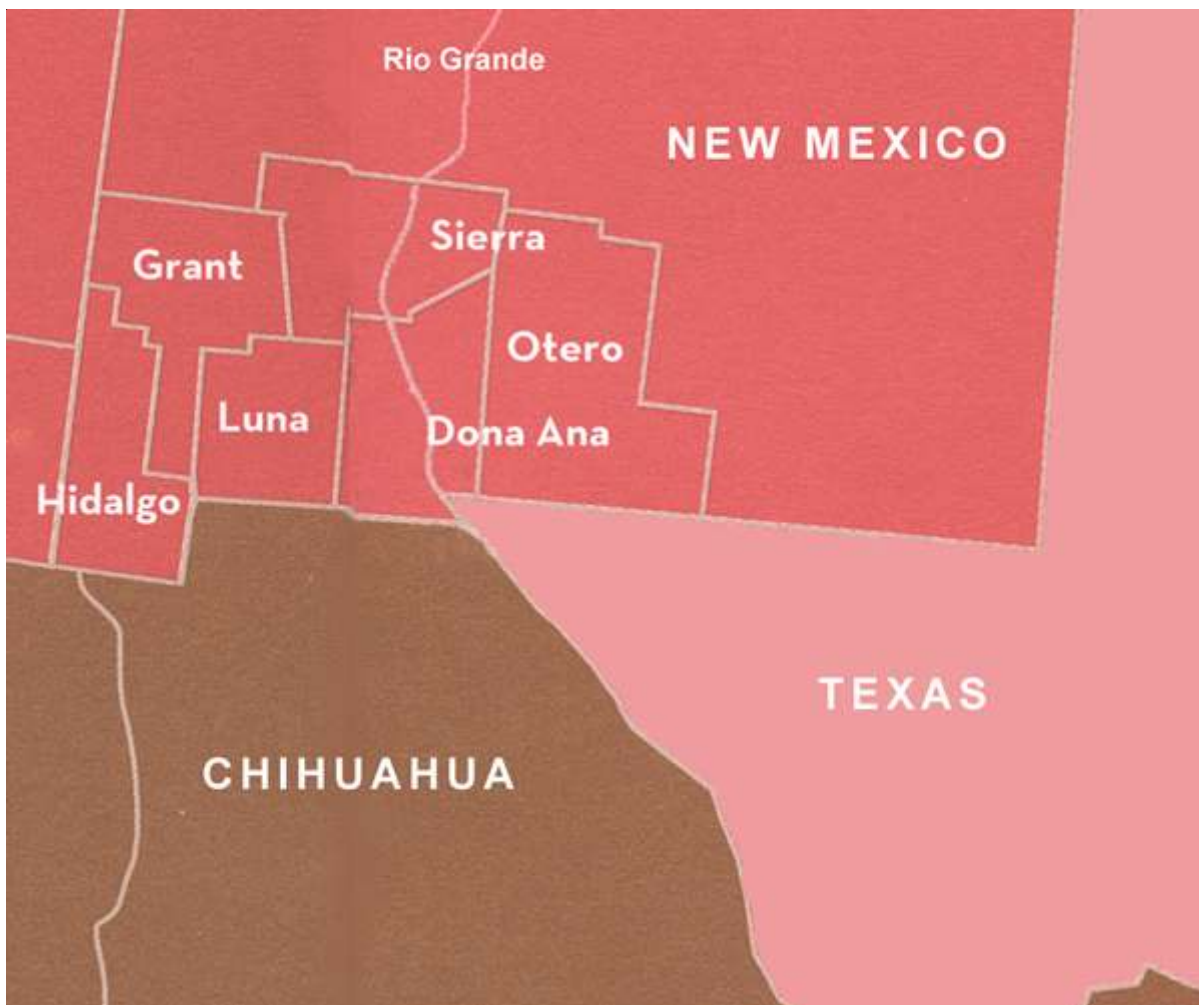 Rio Grande
NEW MEXICO
Sierra
Grant
Otero
Luna
Dona Ana
Hidalgo
TEXAS
CHIHUAHUA